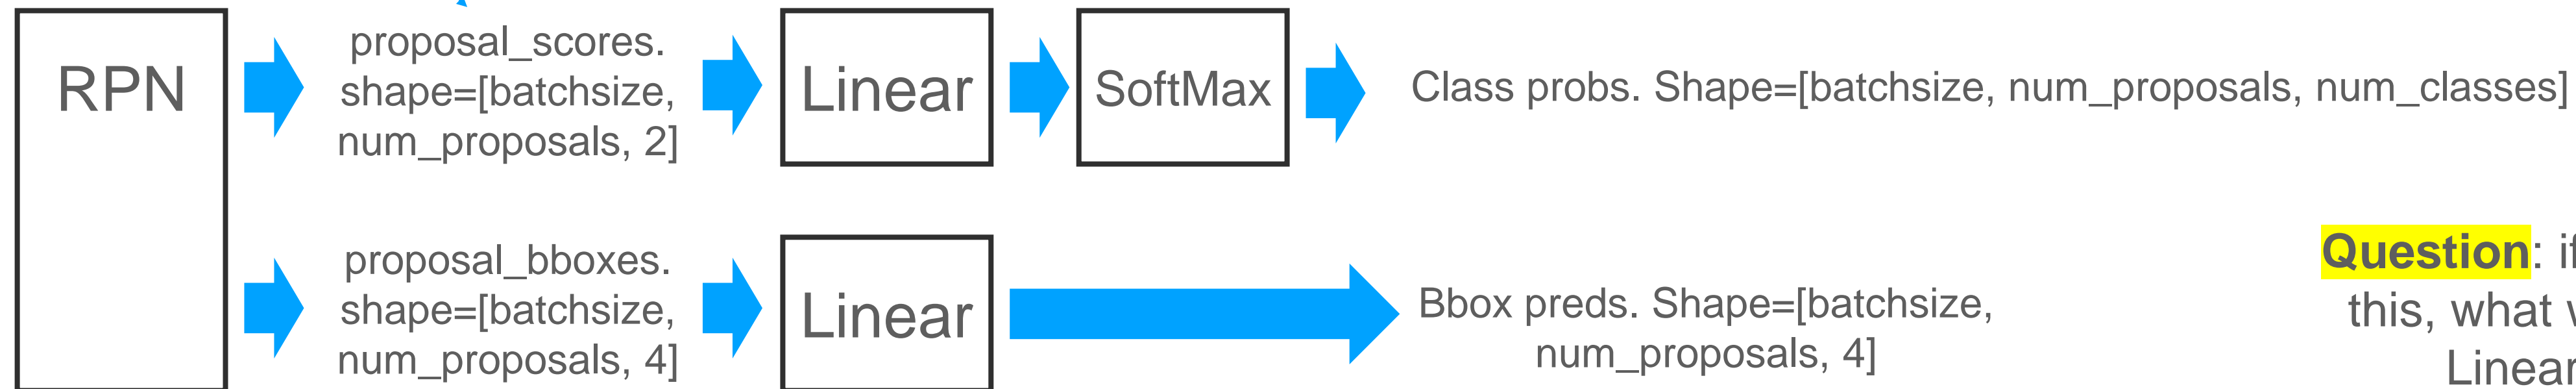 RPN
proposal_scores.
shape=[batchsize,
num_proposals, 2]
Linear
SoftMax
Class probs. Shape=[batchsize, num_proposals, num_classes]
proposal_bboxes.
shape=[batchsize,
num_proposals, 4]
Linear
Bbox preds. Shape=[batchsize,
num_proposals, 4]
Question: if
this, what
Linear